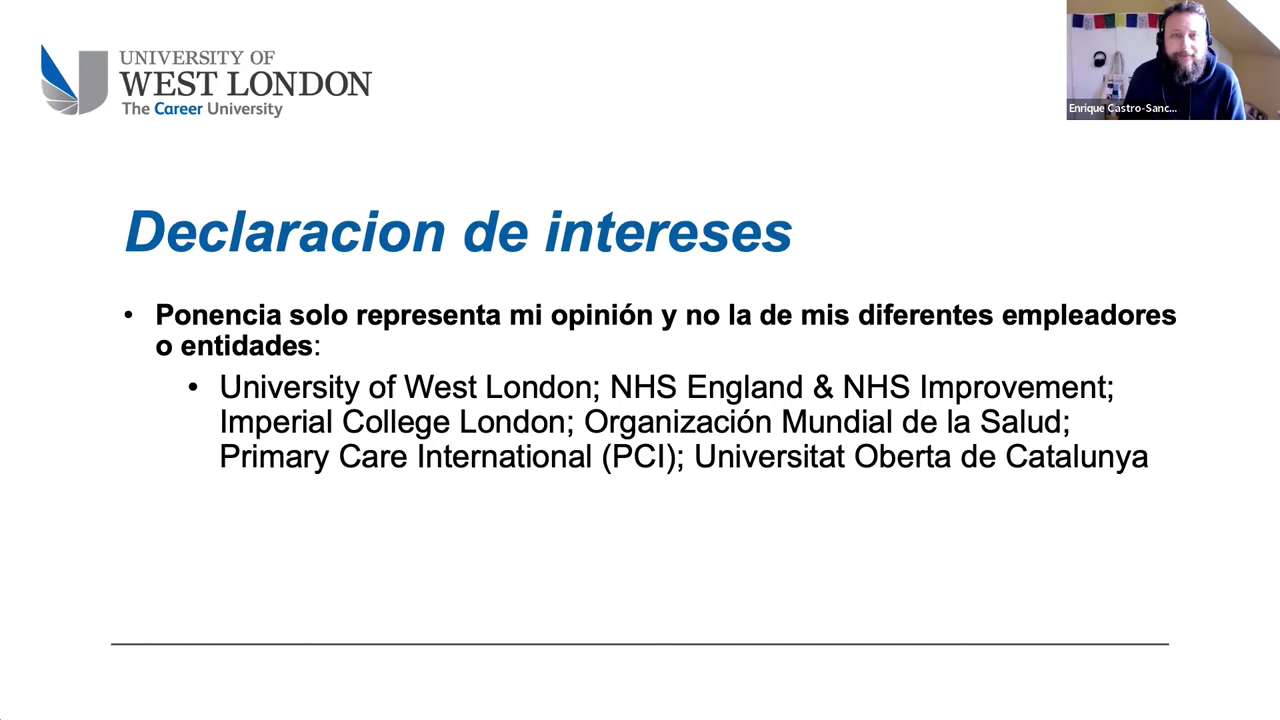 UNIVERSITY OF
WEST LONDON
The Career University
Enrique Castro-Sanc...
Declaracion de intereses
• Ponencia solo representa mi opinión y no la de mis diferentes empleadores
o entidades:
• University of West London; NHS England & NHS Improvement;
Imperial College London; Organización Mundial de la Salud;
Primary Care International (PCI); Universitat Oberta de Catalunya